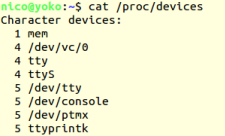 nico@yoko:~$ cat /proc/devices
Character devices:
1 mem
4 /dev/vc/0
4 tty
4 ttyS
5 /dev/tty
5 /dev/console
5 /dev/ptmx
5 ttyprintk